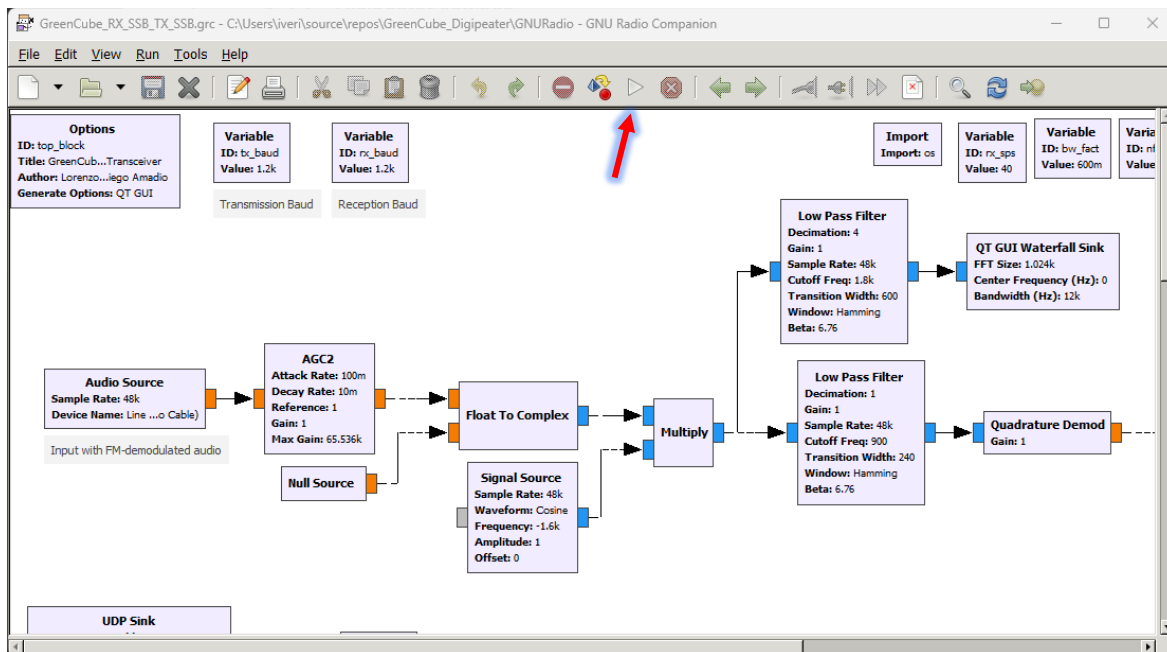 GreenCube_RX_SSB_TX_SSB.grc - C:\Users\iveri\source\repos\GreenCube_Digipeater\GNURadio - GNU Radio Companion
File Edit View Run Tools Help
Options
ID: top_block
Title: GreenCub...Transceiver
Author: Lorenzo...iego Amadio
Generate Options: QT GUI
Variable
ID: tx_baud
Value: 1.2k
Transmission Baud
Variable
ID: rx_baud
Value: 1.2k
Reception Baud
Import
Import: os
Variable
ID: rx_sps
Value: 40
Variable
ID: bw_fact
Value: 600m
Varia
ID: nf
Value
Low Pass Filter
Decimation: 4
Gain: 1
Sample Rate: 48k
Cutoff Freq: 1.8k
Transition Width: 600
Window: Hamming
Beta: 6.76
QT GUI Waterfall Sink
FFT Size: 1.024k
Center Frequency (Hz): 0
Bandwidth (Hz): 12k
Audio Source
Sample Rate: 48k
Device Name: Line ...o Cable)
Input with FM-demodulated audio
AGC2
Attack Rate: 100m
Decay Rate: 10m
Reference: 1
Gain: 1
Max Gain: 65.536k
Null Source
Float To Complex
Signal Source
Sample Rate: 48k
Waveform: Cosine
Frequency: -1.6k
Amplitude: 1
Offset: 0
Multiply
Low Pass Filter
Decimation: 1
Gain: 1
Sample Rate: 48k
Cutoff Freq: 900
Transition Width: 240
Window: Hamming
Beta: 6.76
Quadrature Demod
Gain: 1
UDP Sink